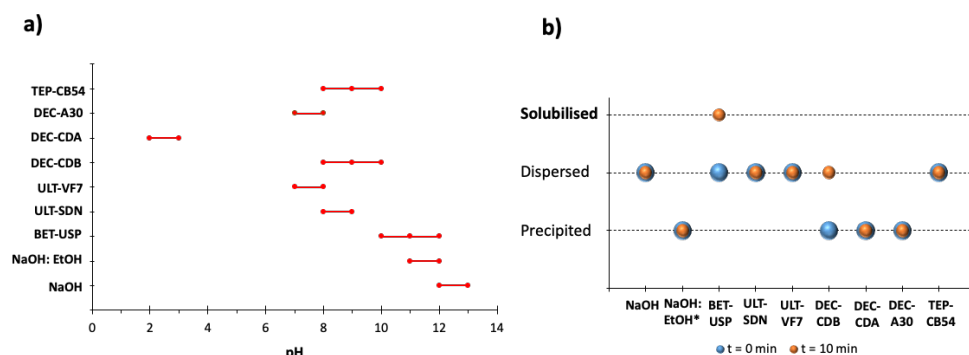 a)
TEP-CB54
DEC-A30
DEC-CDA
DEC-CDB
ULT-VF7
ULT-SDN
BET-USP
NaOH: EtOH
NaOH
0 2 4 6 8 10 12 14
pH
b)
Solubilised
Dispersed
Precipited
NaOH NaOH: BET- ULT- ULT- DEC- DEC- DEC- TEP-
EtOH* USP SDN VF7 CDB CDA A30 CB54
t = 0 min t = 10 min